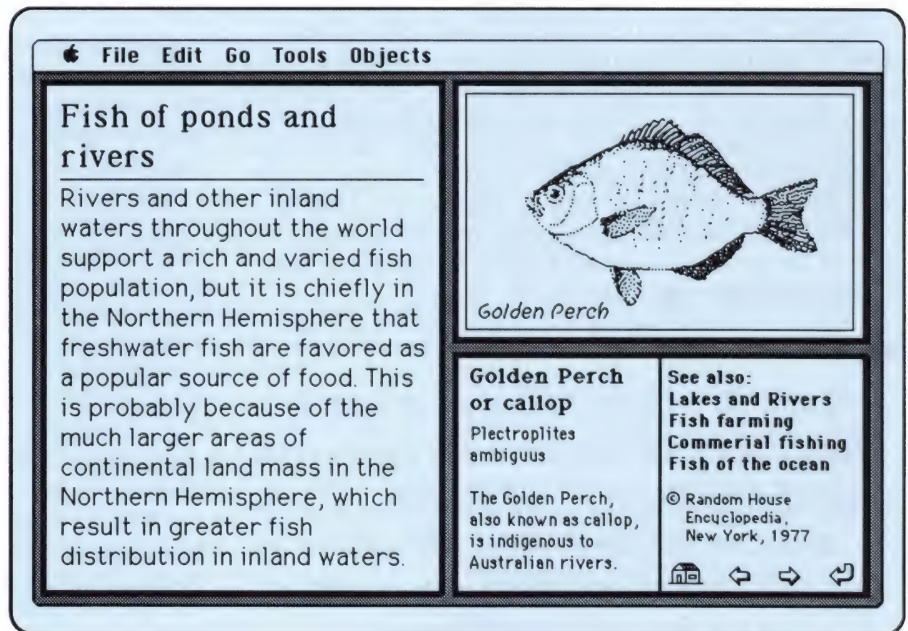 File Edit Go Tools Objects
Fish of ponds and
rivers
Rivers and other inland
waters throughout the world
support a rich and varied fish
population, but it is chiefly in
the Northern Hemisphere that
freshwater fish are favored as
a popular source of food. This
is probably because of the
much larger areas of
continental land mass in the
Northern Hemisphere, which
result in greater fish
distribution in inland waters.
Golden Perch
Golden Perch
or callop
Plectroplites
ambiguus
The Golden Perch,
also known as callop,
is indigenous to
Australian rivers.
See also:
Lakes and Rivers
Fish farming
Commerial fishing
Fish of the ocean
© Random House
Encyclopedia,
New York, 1977